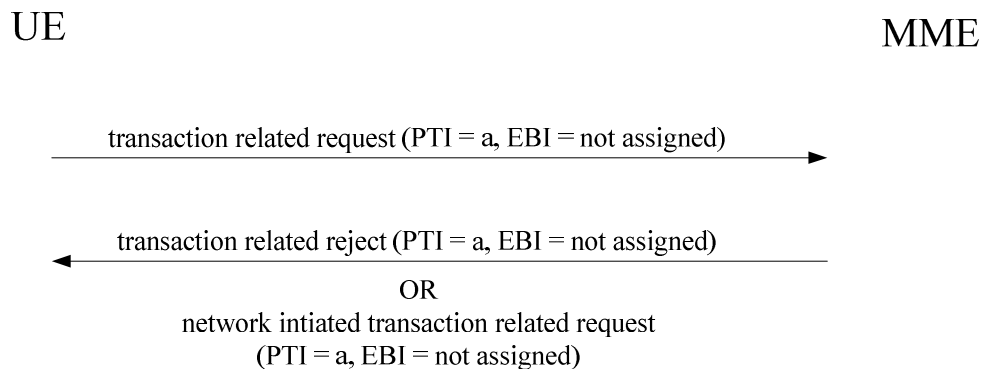 UE
MME
transaction related request (PTI = a, EBI = not assigned)
transaction related reject (PTI = a, EBI = not assigned)
OR
network intiated transaction related request
(PTI = a, EBI = not assigned)